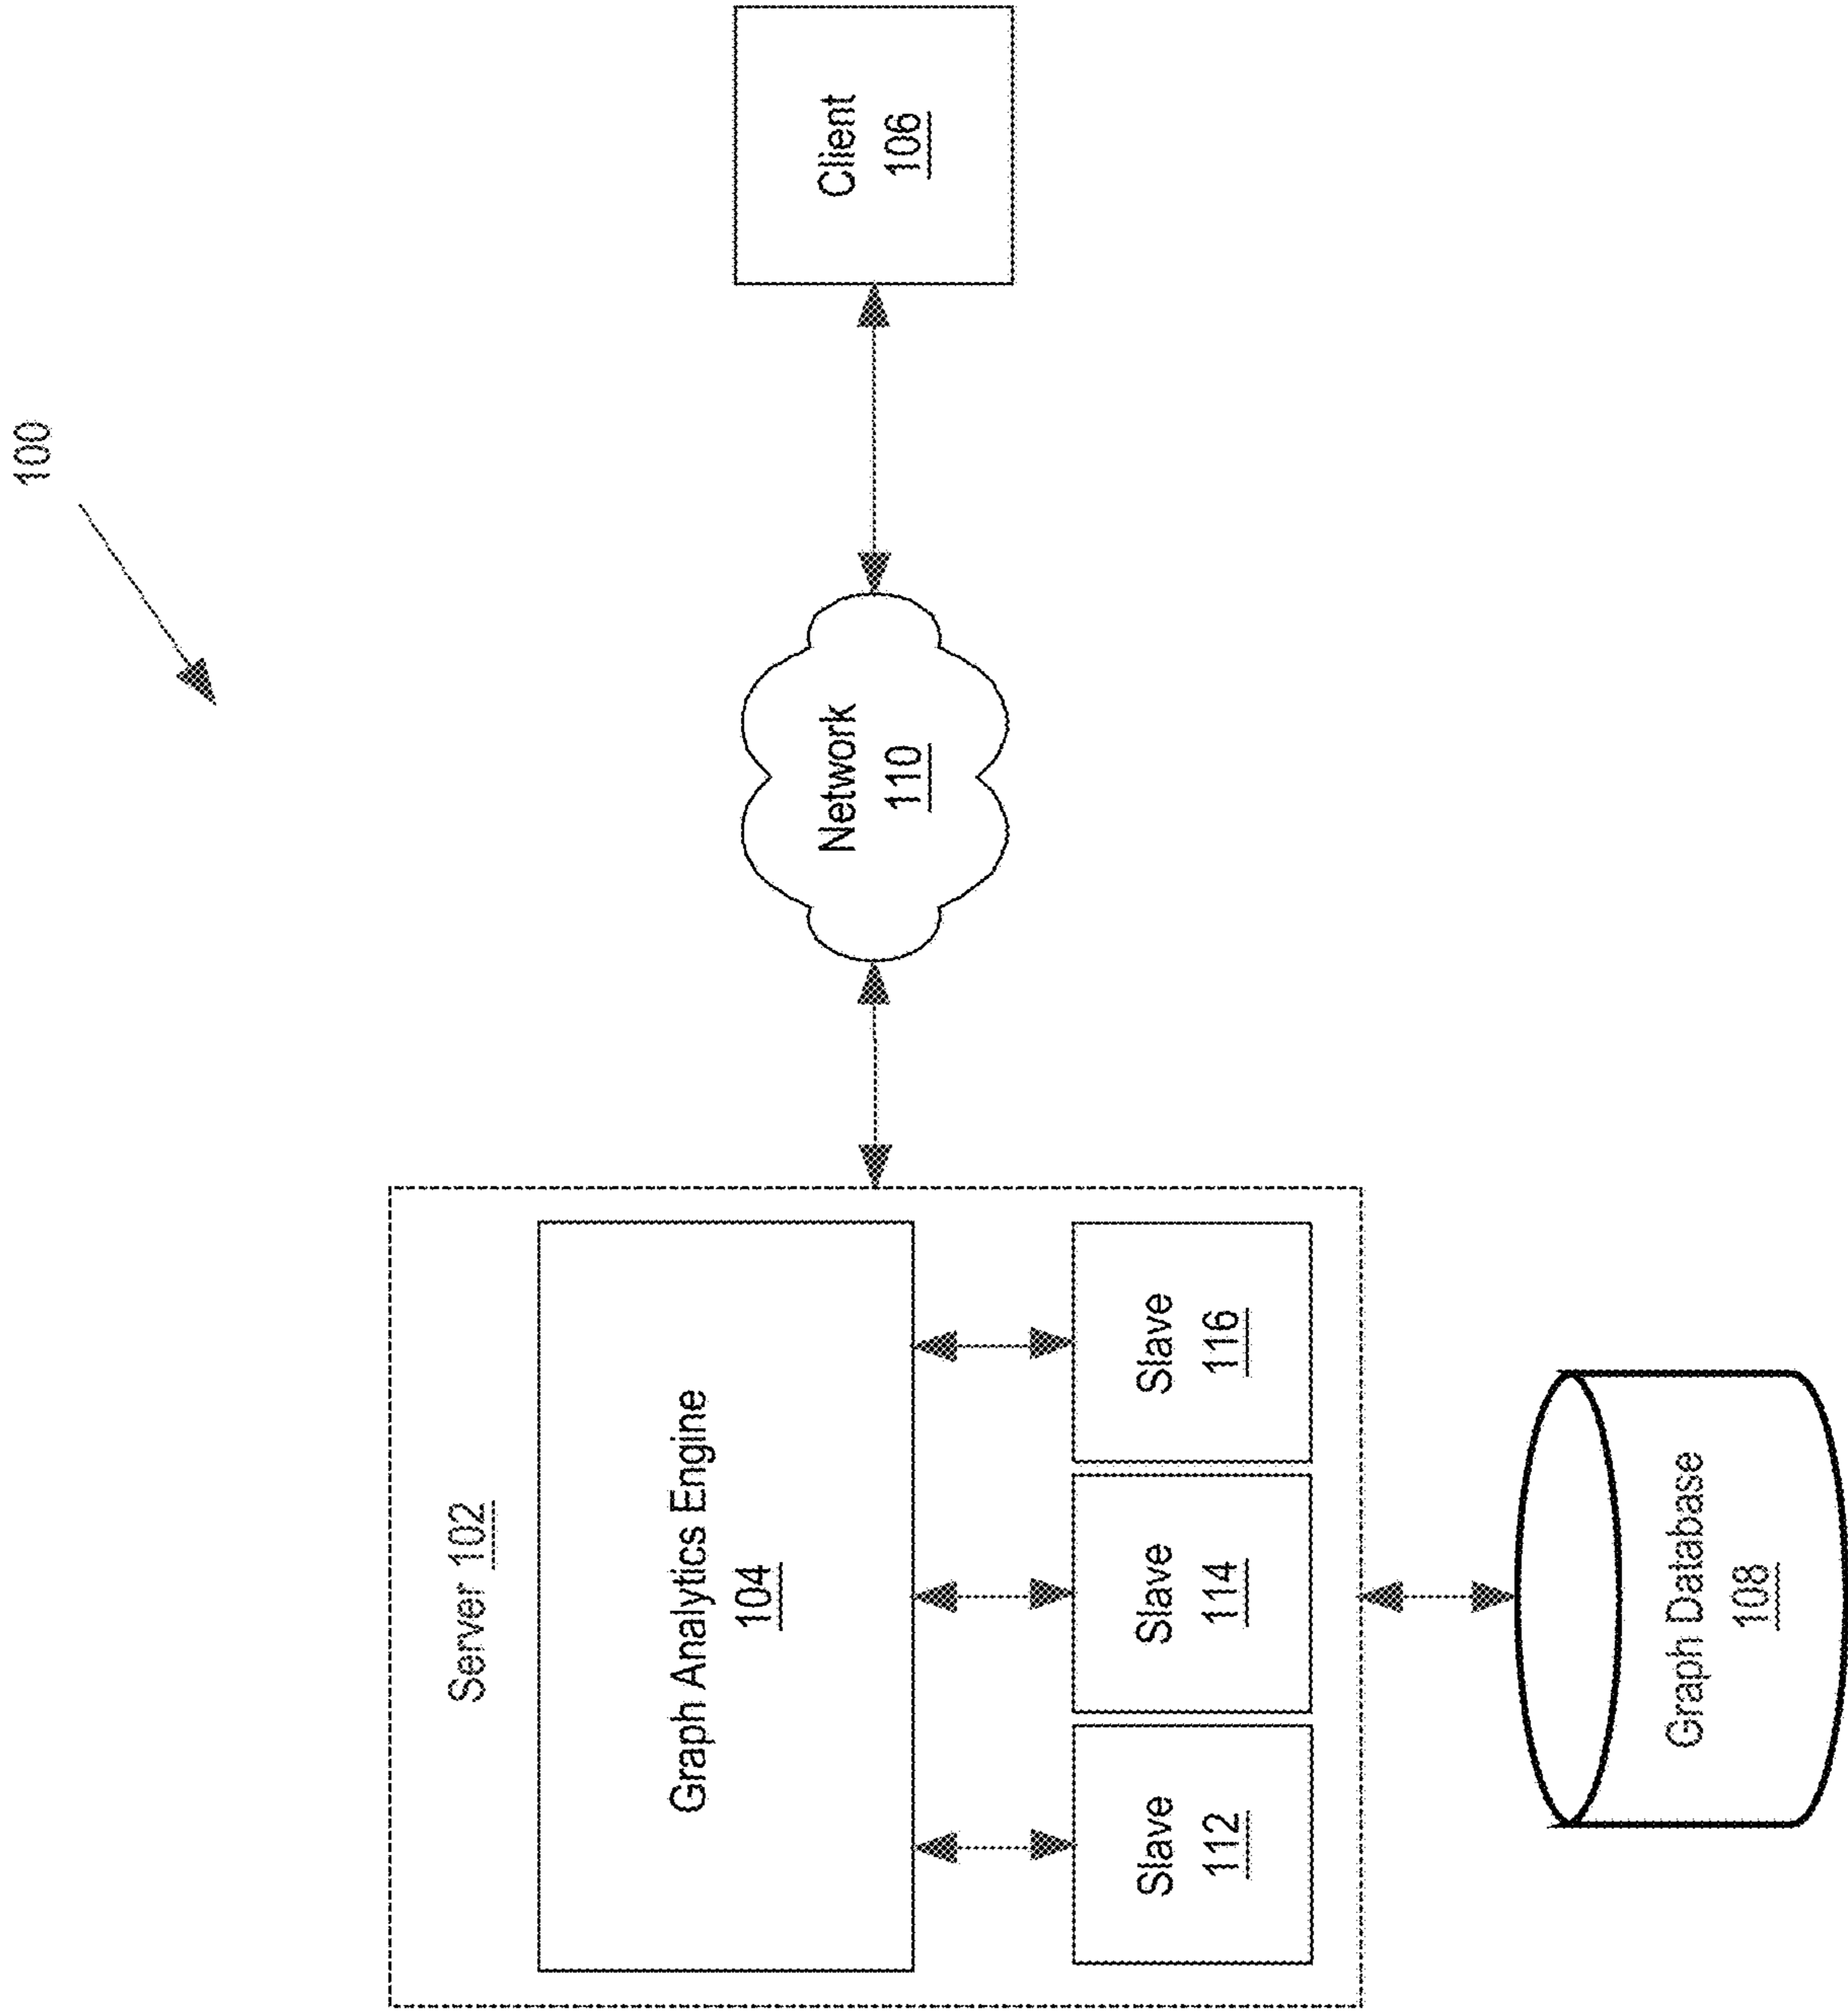 100
Server 102
Graph Analytics Engine
104
Slave
112
Slave
114
Slave
116
Graph Database
108
Network
110
Client
106